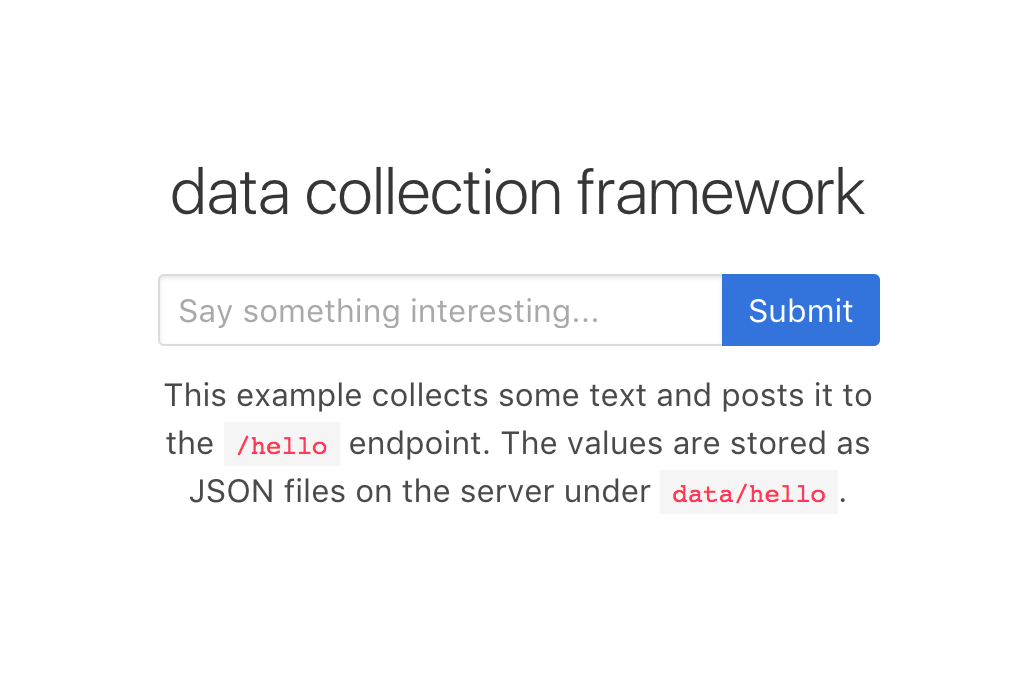 data collection framework
Say something interesting...
Submit
This example collects some text and posts it to
the /hello endpoint. The values are stored as
JSON files on the server under data/hello.